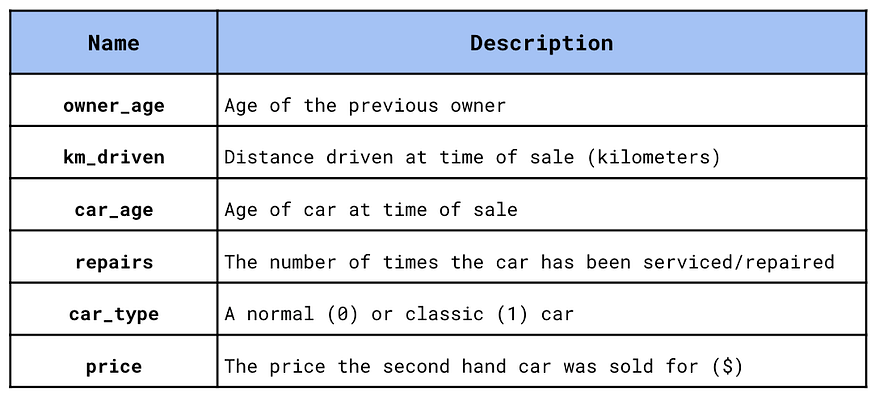 Name Description
owner_age Age of the previous owner
km_driven Distance driven at time of sale (kilometers)
car_age Age of car at time of sale
repairs The number of times the car has been serviced/repaired
car_type A normal (0) or classic (1) car
price The price the second hand car was sold for ($)